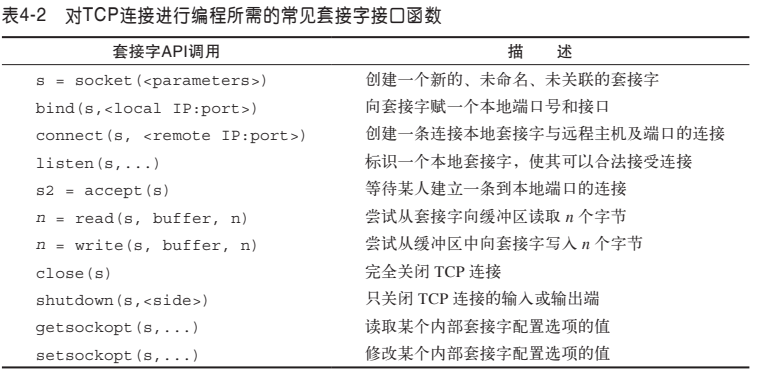 表4-2 对TCP连接进行编程所需的常见套接字接口函数
套接字API调用 描 述
s = socket(<parameters>) 创建一个新的、未命名、未关联的套接字
bind(s,<local IP:port>) 向套接字赋一个本地端口号和接口
connect(s, <remote IP:port>) 创建一条连接本地套接字与远程主机及端口的连接
listen(s,...) 标识一个本地套接字，使其可以合法接受连接
s2 = accept(s) 等待某人建立一条到本地端口的连接
n = read(s, buffer, n) 尝试从套接字向缓冲区读取 n 个字节
n = write(s, buffer, n) 尝试从缓冲区中向套接字写入 n 个字节
close(s) 完全关闭 TCP 连接
shutdown(s,<side>) 只关闭 TCP 连接的输入或输出端
getsockopt(s,...) 读取某个内部套接字配置选项的值
setsockopt(s,...) 修改某个内部套接字配置选项的值